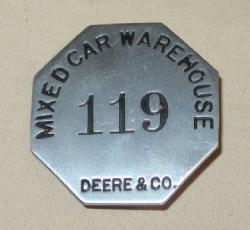 MIXED CAR WAREHOUSE
119
DEERE & CO.